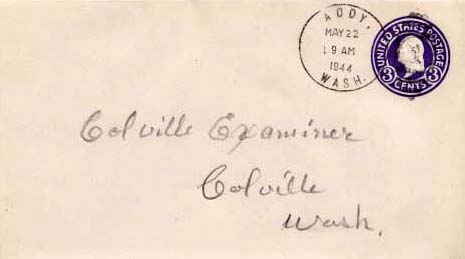 ADDY,
MAY 22
9 AM
1944
WASH.
UNITED STATES POSTAGE
3 CENTS 3
Colville Examiner
Colville
Wash.